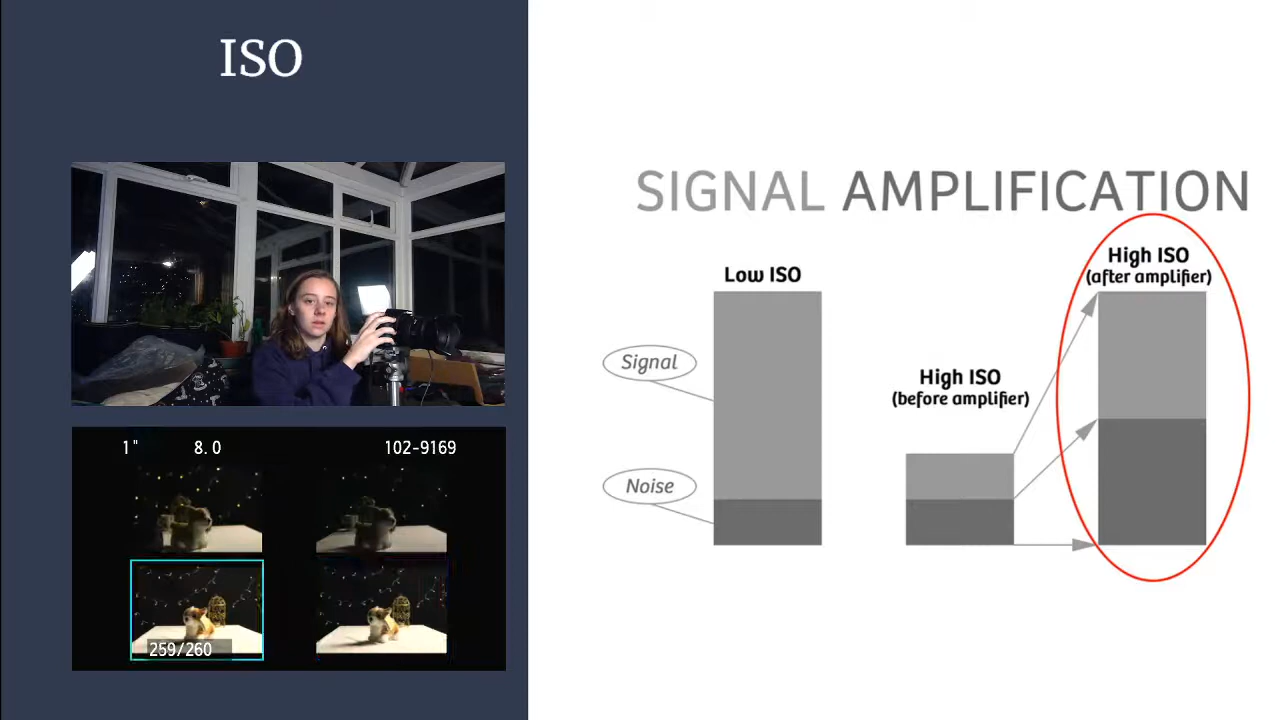 ISO
1" 8.0 102-9169
259/260
SIGNAL AMPLIFICATION
Low ISO
Signal
Noise
High ISO
(before amplifier)
High ISO
(after amplifier)